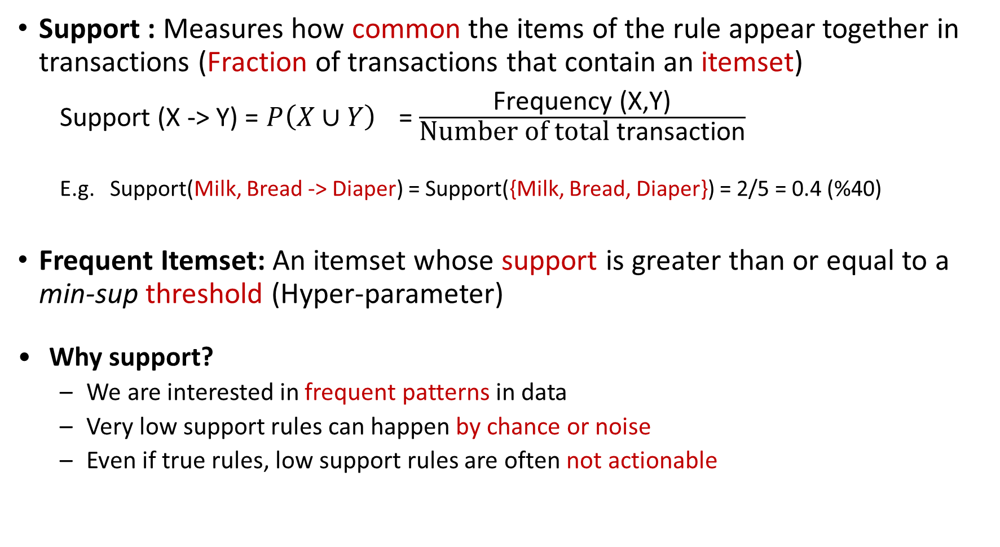 • Support : Measures how common the items of the rule appear together in
transactions (Fraction of transactions that contain an itemset)
Support (X -> Y) = P(X ∪ Y) = Frequency (X,Y)
Number of total transaction
E.g. Support(Milk, Bread -> Diaper) = Support({Milk, Bread, Diaper}) = 2/5 = 0.4 (%40)
• Frequent Itemset: An itemset whose support is greater than or equal to a
min-sup threshold (Hyper-parameter)
• Why support?
– We are interested in frequent patterns in data
– Very low support rules can happen by chance or noise
– Even if true rules, low support rules are often not actionable